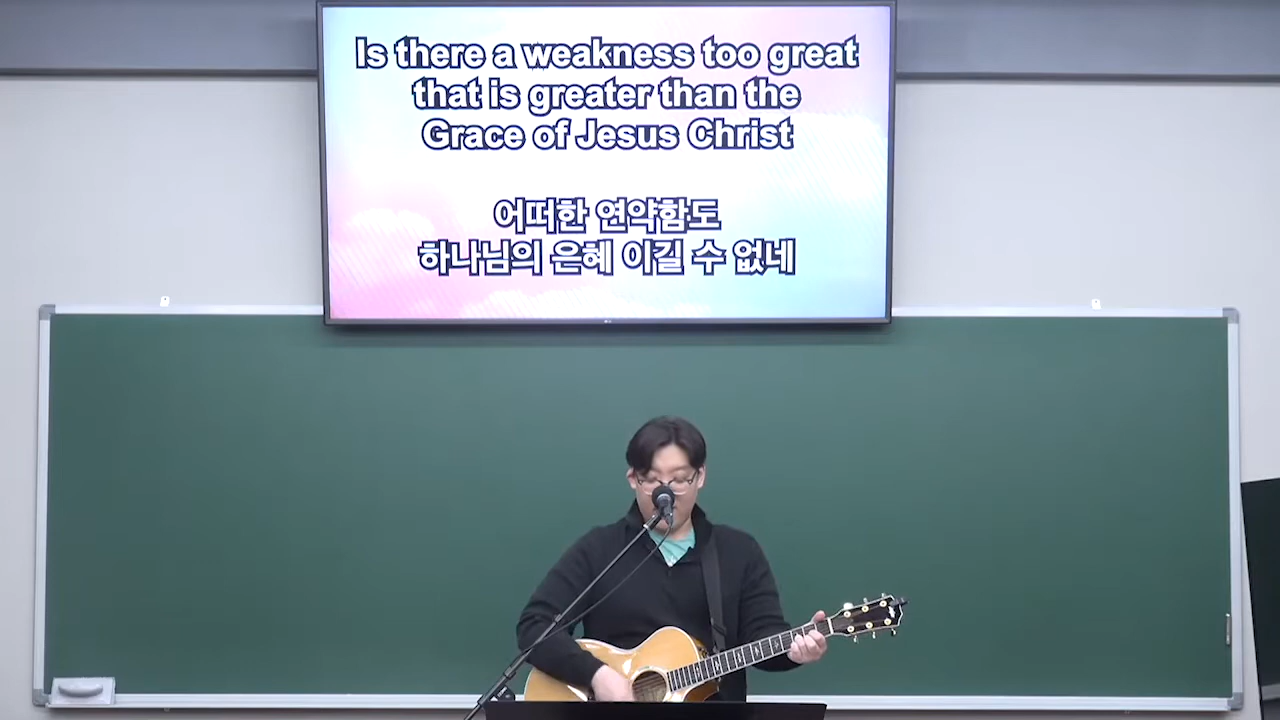 Is there a weakness too great
that is greater than the
Grace of Jesus Christ
어떠한 연약함도
하나님의 은혜 이길 수 없네